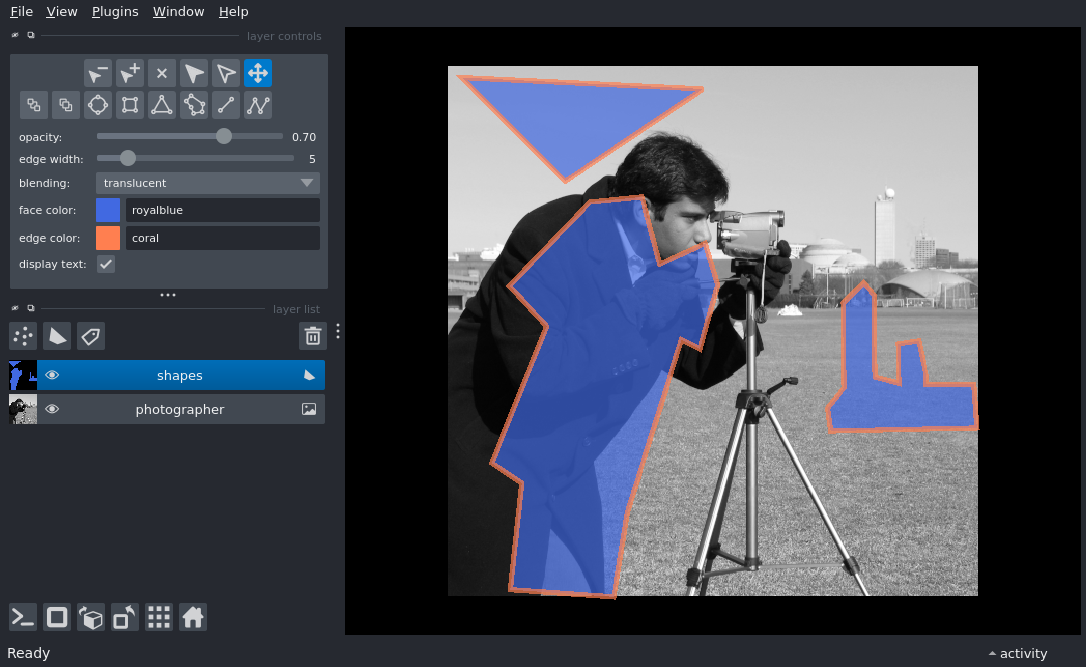 File View Plugins Window Help
layer controls
opacity: 0.70
edge width: 5
blending: translucent
face color: royalblue
edge color: coral
display text:
layer list
shapes
photographer
Ready
activity